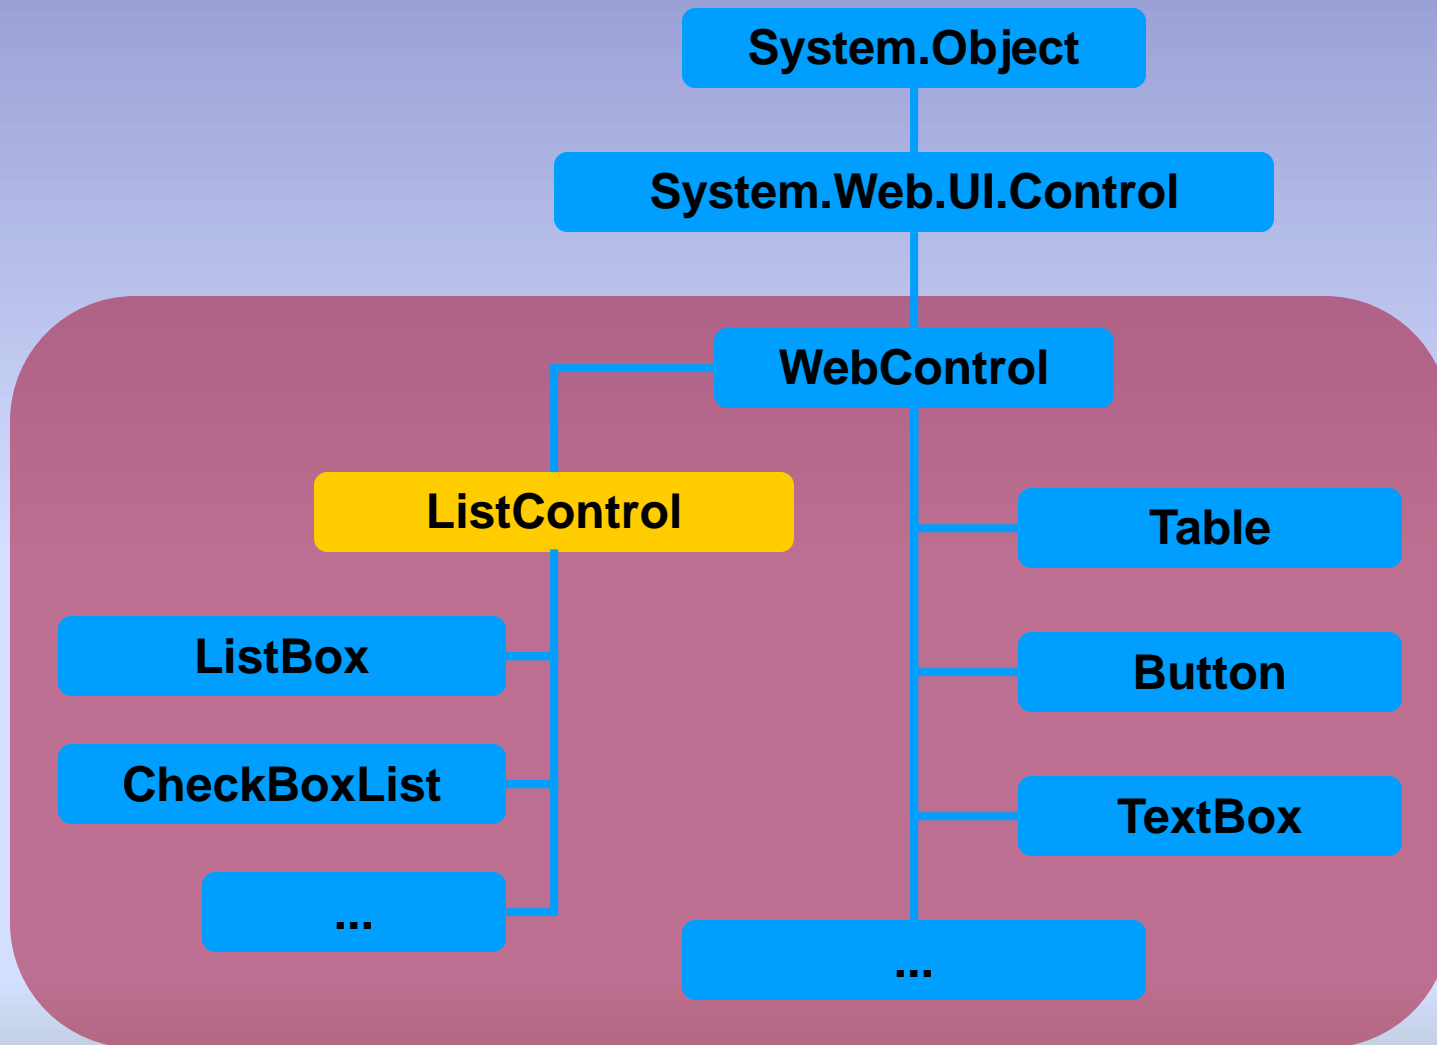 System.Object
System.Web.UI.Control
WebControl
ListControl
Table
ListBox
Button
CheckBoxList
TextBox
...
...